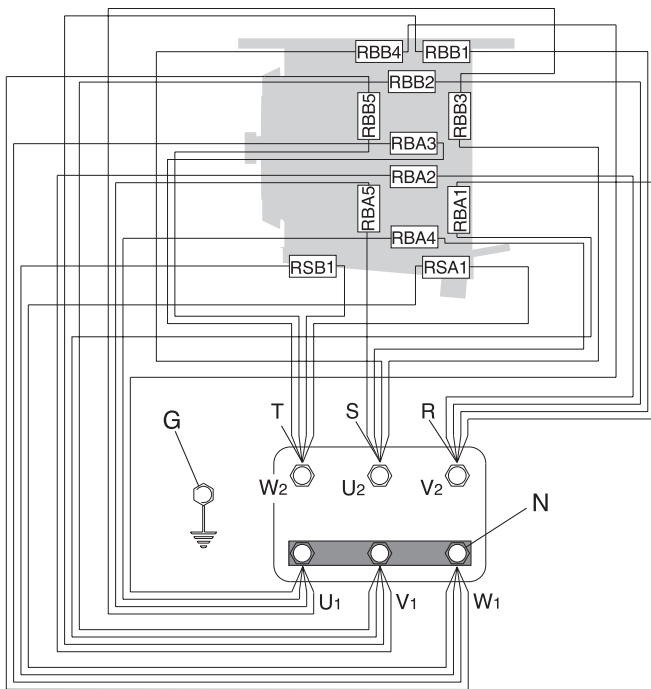 RBB4 RBB1
RBB2
RBB5 RBB3
RBA3
RBA2
RBA5 RBA1
RBA4
RSB1 RSA1
T S R
G
W2 U2 V2
N
U1 V1 W1